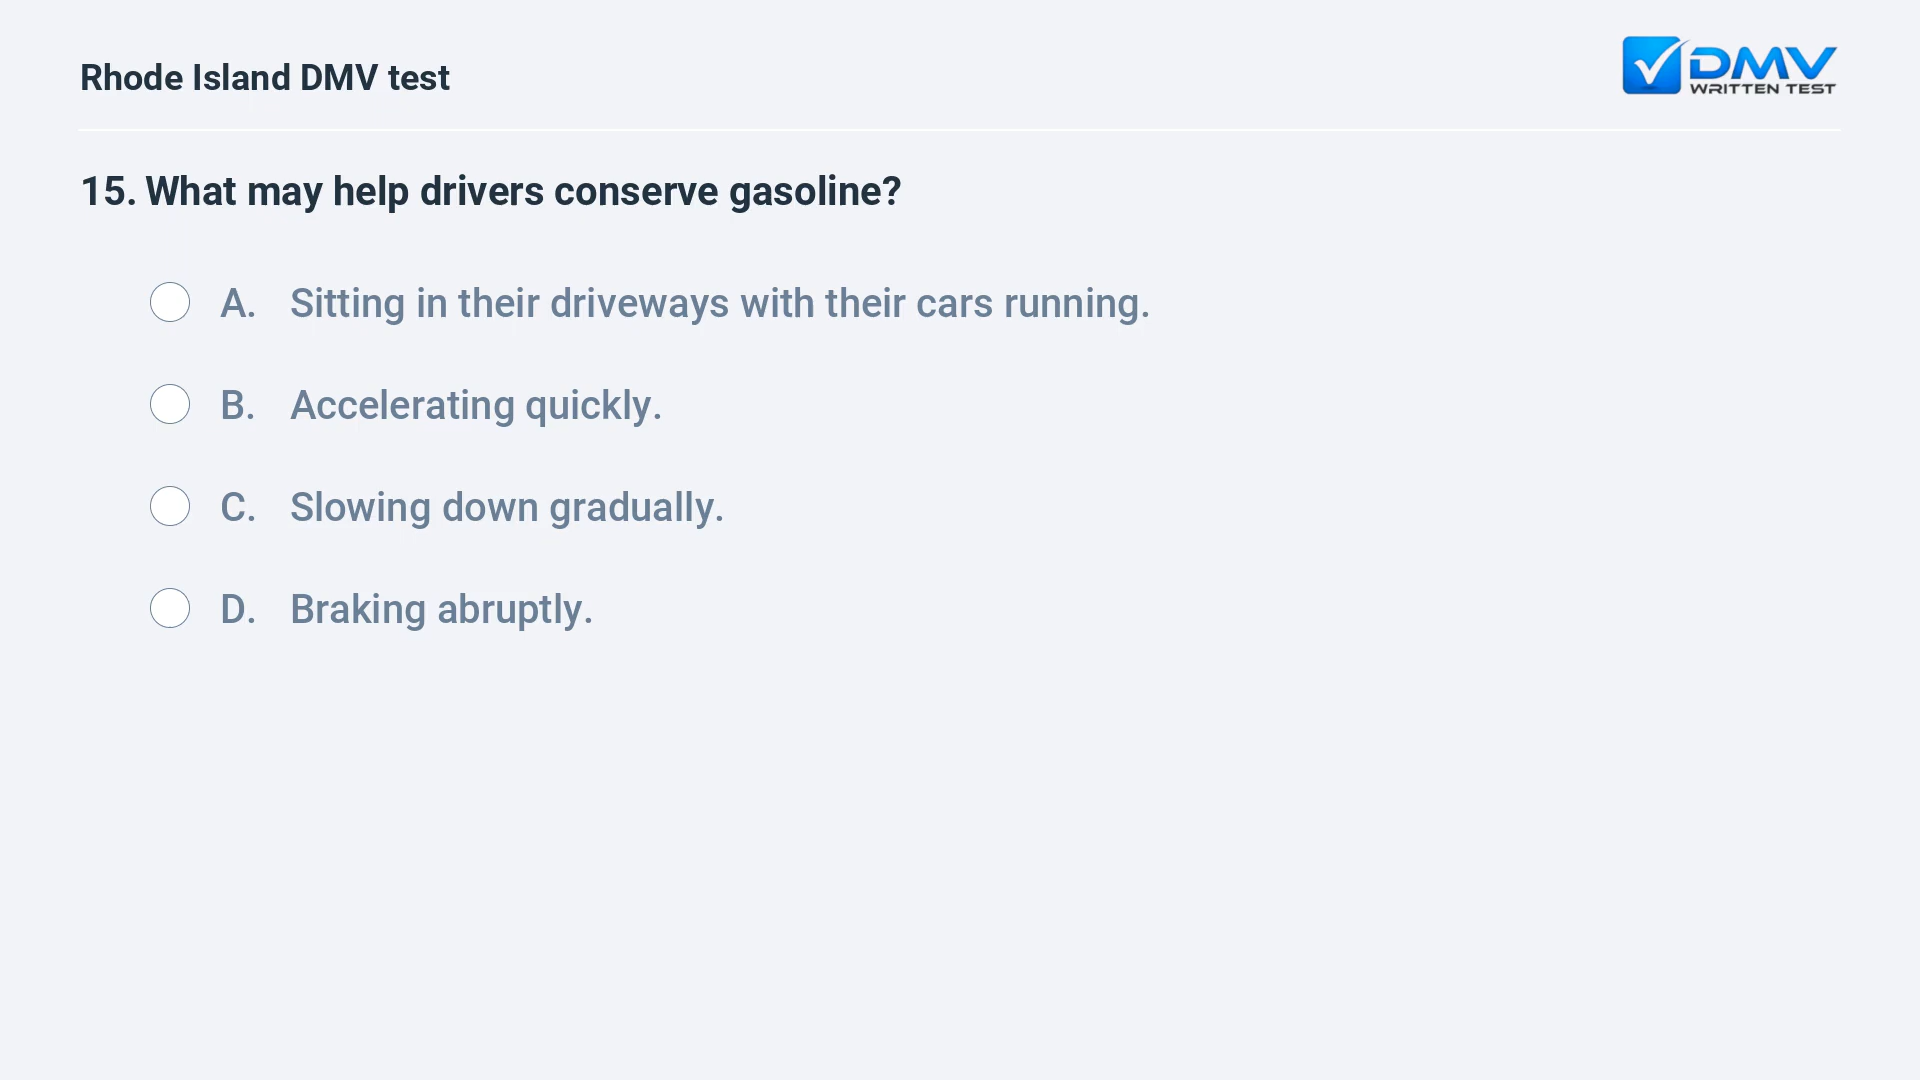 Rhode Island DMV test
DMV
WRITTEN TEST
15. What may help drivers conserve gasoline?
A. Sitting in their driveways with their cars running.
B. Accelerating quickly.
C. Slowing down gradually.
D. Braking abruptly.